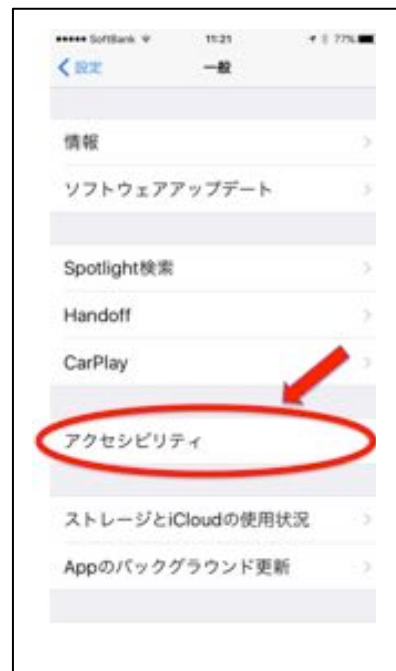 SoftBank 11:21 77%
設定 一般
情報
ソフトウェアアップデート
Spotlight検索
Handoff
CarPlay
アクセシビリティ
ストレージとiCloudの使用状況
Appのバックグラウンド更新